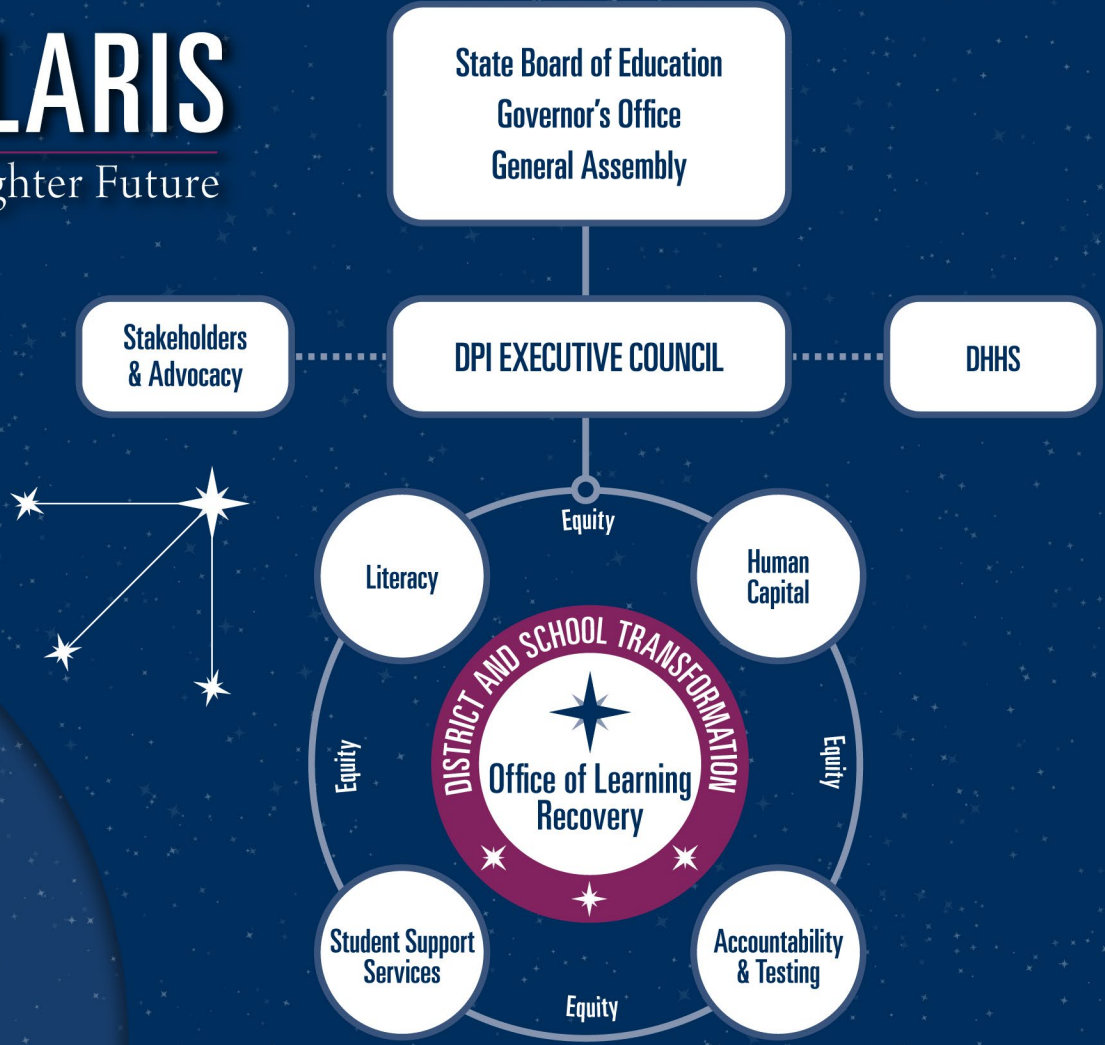 LARIS
ghter Future
State Board of Education
Governor's Office
General Assembly
Stakeholders
& Advocacy
DPI EXECUTIVE COUNCIL
DHHS
Equity
Literacy
Human
Capital
DISTRICT AND SCHOOL TRANSFORMATION
Equity
Office of Learning
Recovery
Equity
Student Support
Services
Accountability
& Testing
Equity